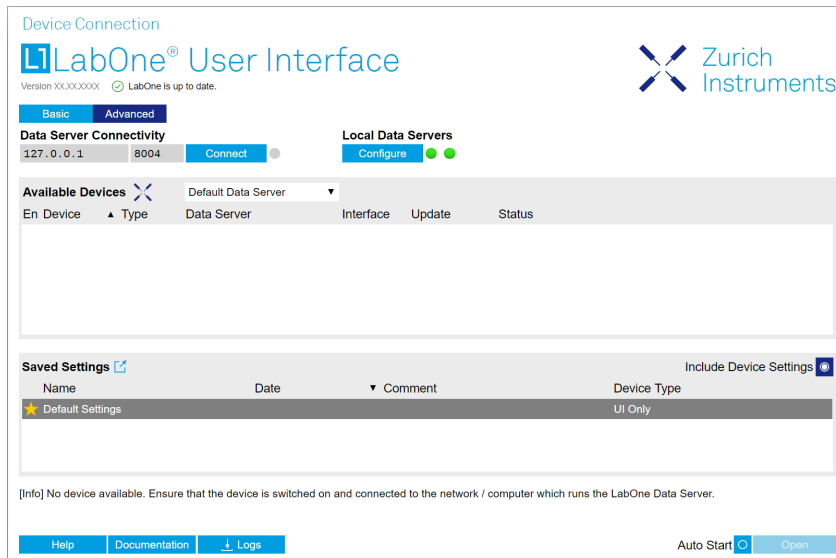 Device Connection
L1 LabOne® User Interface
Zurich
Instruments
Version XX.XX.XXXX LabOne is up to date.
Basic Advanced
Data Server Connectivity Local Data Servers
127.0.0.1 8004 Connect Configure
Available Devices Default Data Server ▼
En Device ▲ Type Data Server Interface Update Status
Saved Settings Include Device Settings
Name Date ▼ Comment Device Type
Default Settings UI Only
[Info] No device available. Ensure that the device is switched on and connected to the network / computer which runs the LabOne Data Server.
Help Documentation Logs Auto Start Open